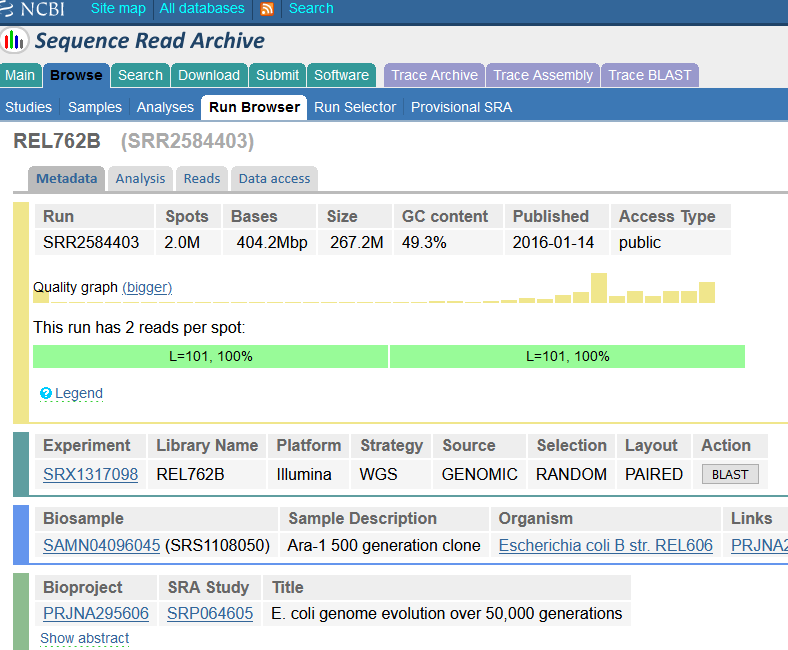 NCBI Site map All databases Search
Sequence Read Archive
Main Browse Search Download Submit Software Trace Archive Trace Assembly Trace BLAST
Studies Samples Analyses Run Browser Run Selector Provisional SRA
REL762B (SRR2584403)
Metadata Analysis Reads Data access
Run Spots Bases Size GC content Published Access Type
SRR2584403 2.0M 404.2Mbp 267.2M 49.3% 2016-01-14 public
Quality graph (bigger)
This run has 2 reads per spot:
L=101, 100% L=101, 100%
? Legend
Experiment Library Name Platform Strategy Source Selection Layout Action
SRX1317098 REL762B Illumina WGS GENOMIC RANDOM PAIRED BLAST
Biosample Sample Description Organism Links
SAMN04096045 (SRS1108050) Ara-1 500 generation clone Escherichia coli B str. REL606 PRJNA2
Bioproject SRA Study Title
PRJNA295606 SRP064605 E. coli genome evolution over 50,000 generations
Show abstract